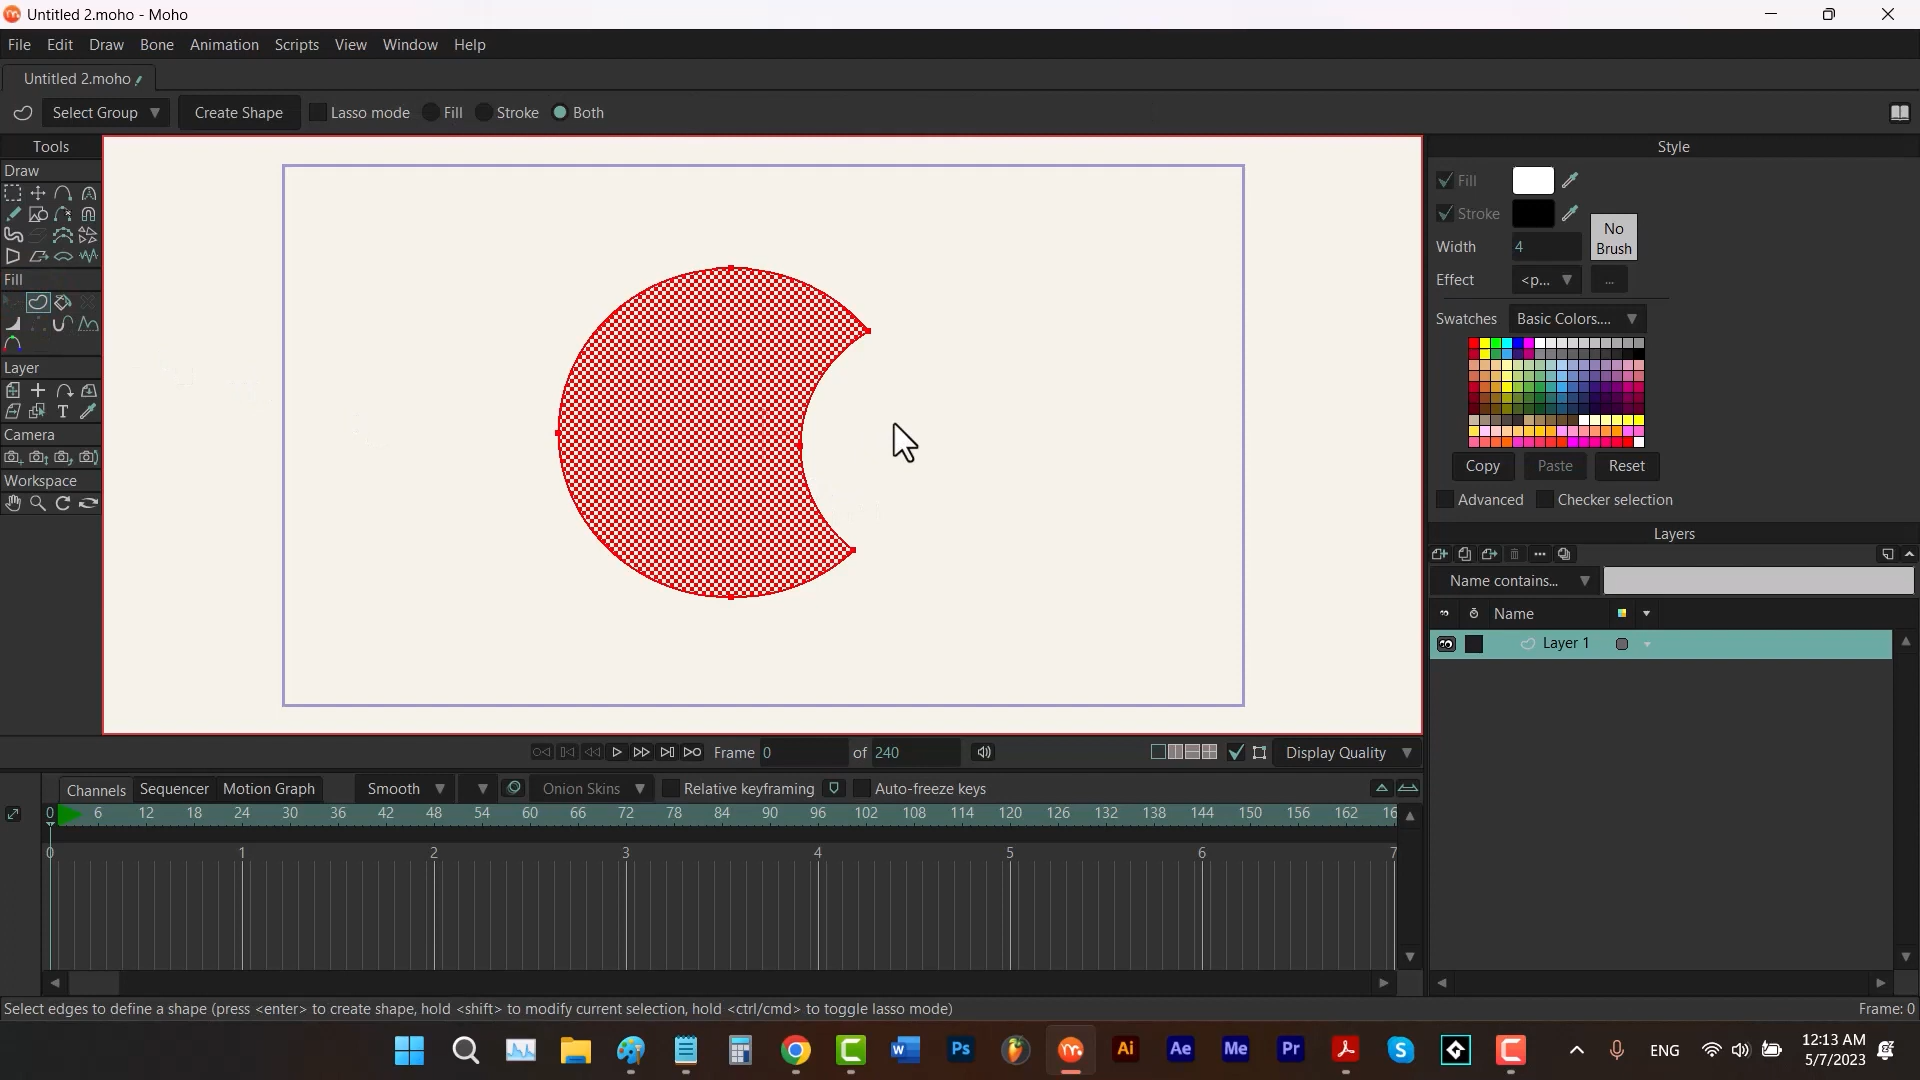 Untitled 2.moho - Moho
File Edit Draw Bone Animation Scripts View Window Help
Untitled 2.moho
Select Group Create Shape Lasso mode Fill Stroke Both
Tools
Draw
Fill
Layer
T
Camera
Workspace
Style
Fill
Stroke
No Brush
Width 4
Effect <p... ...
Swatches Basic Colors....
Copy Paste Reset
Advanced Checker selection
Layers
Name contains...
Name
Layer 1
Frame 0 of 240 Display Quality
Channels Sequencer Motion Graph Smooth Onion Skins Relative keyframing Auto-freeze keys
0 6 12 18 24 30 36 42 48 54 60 66 72 78 84 90 96 102 108 114 120 126 132 138 144 150 156 162 16
0 1 2 3 4 5 6 7
Select edges to define a shape (press <enter> to create shape, hold <shift> to modify current selection, hold <ctrl/cmd> to toggle lasso mode) Frame: 0
Ps Ai Ae Me Pr ENG 12:13 AM
5/7/2023